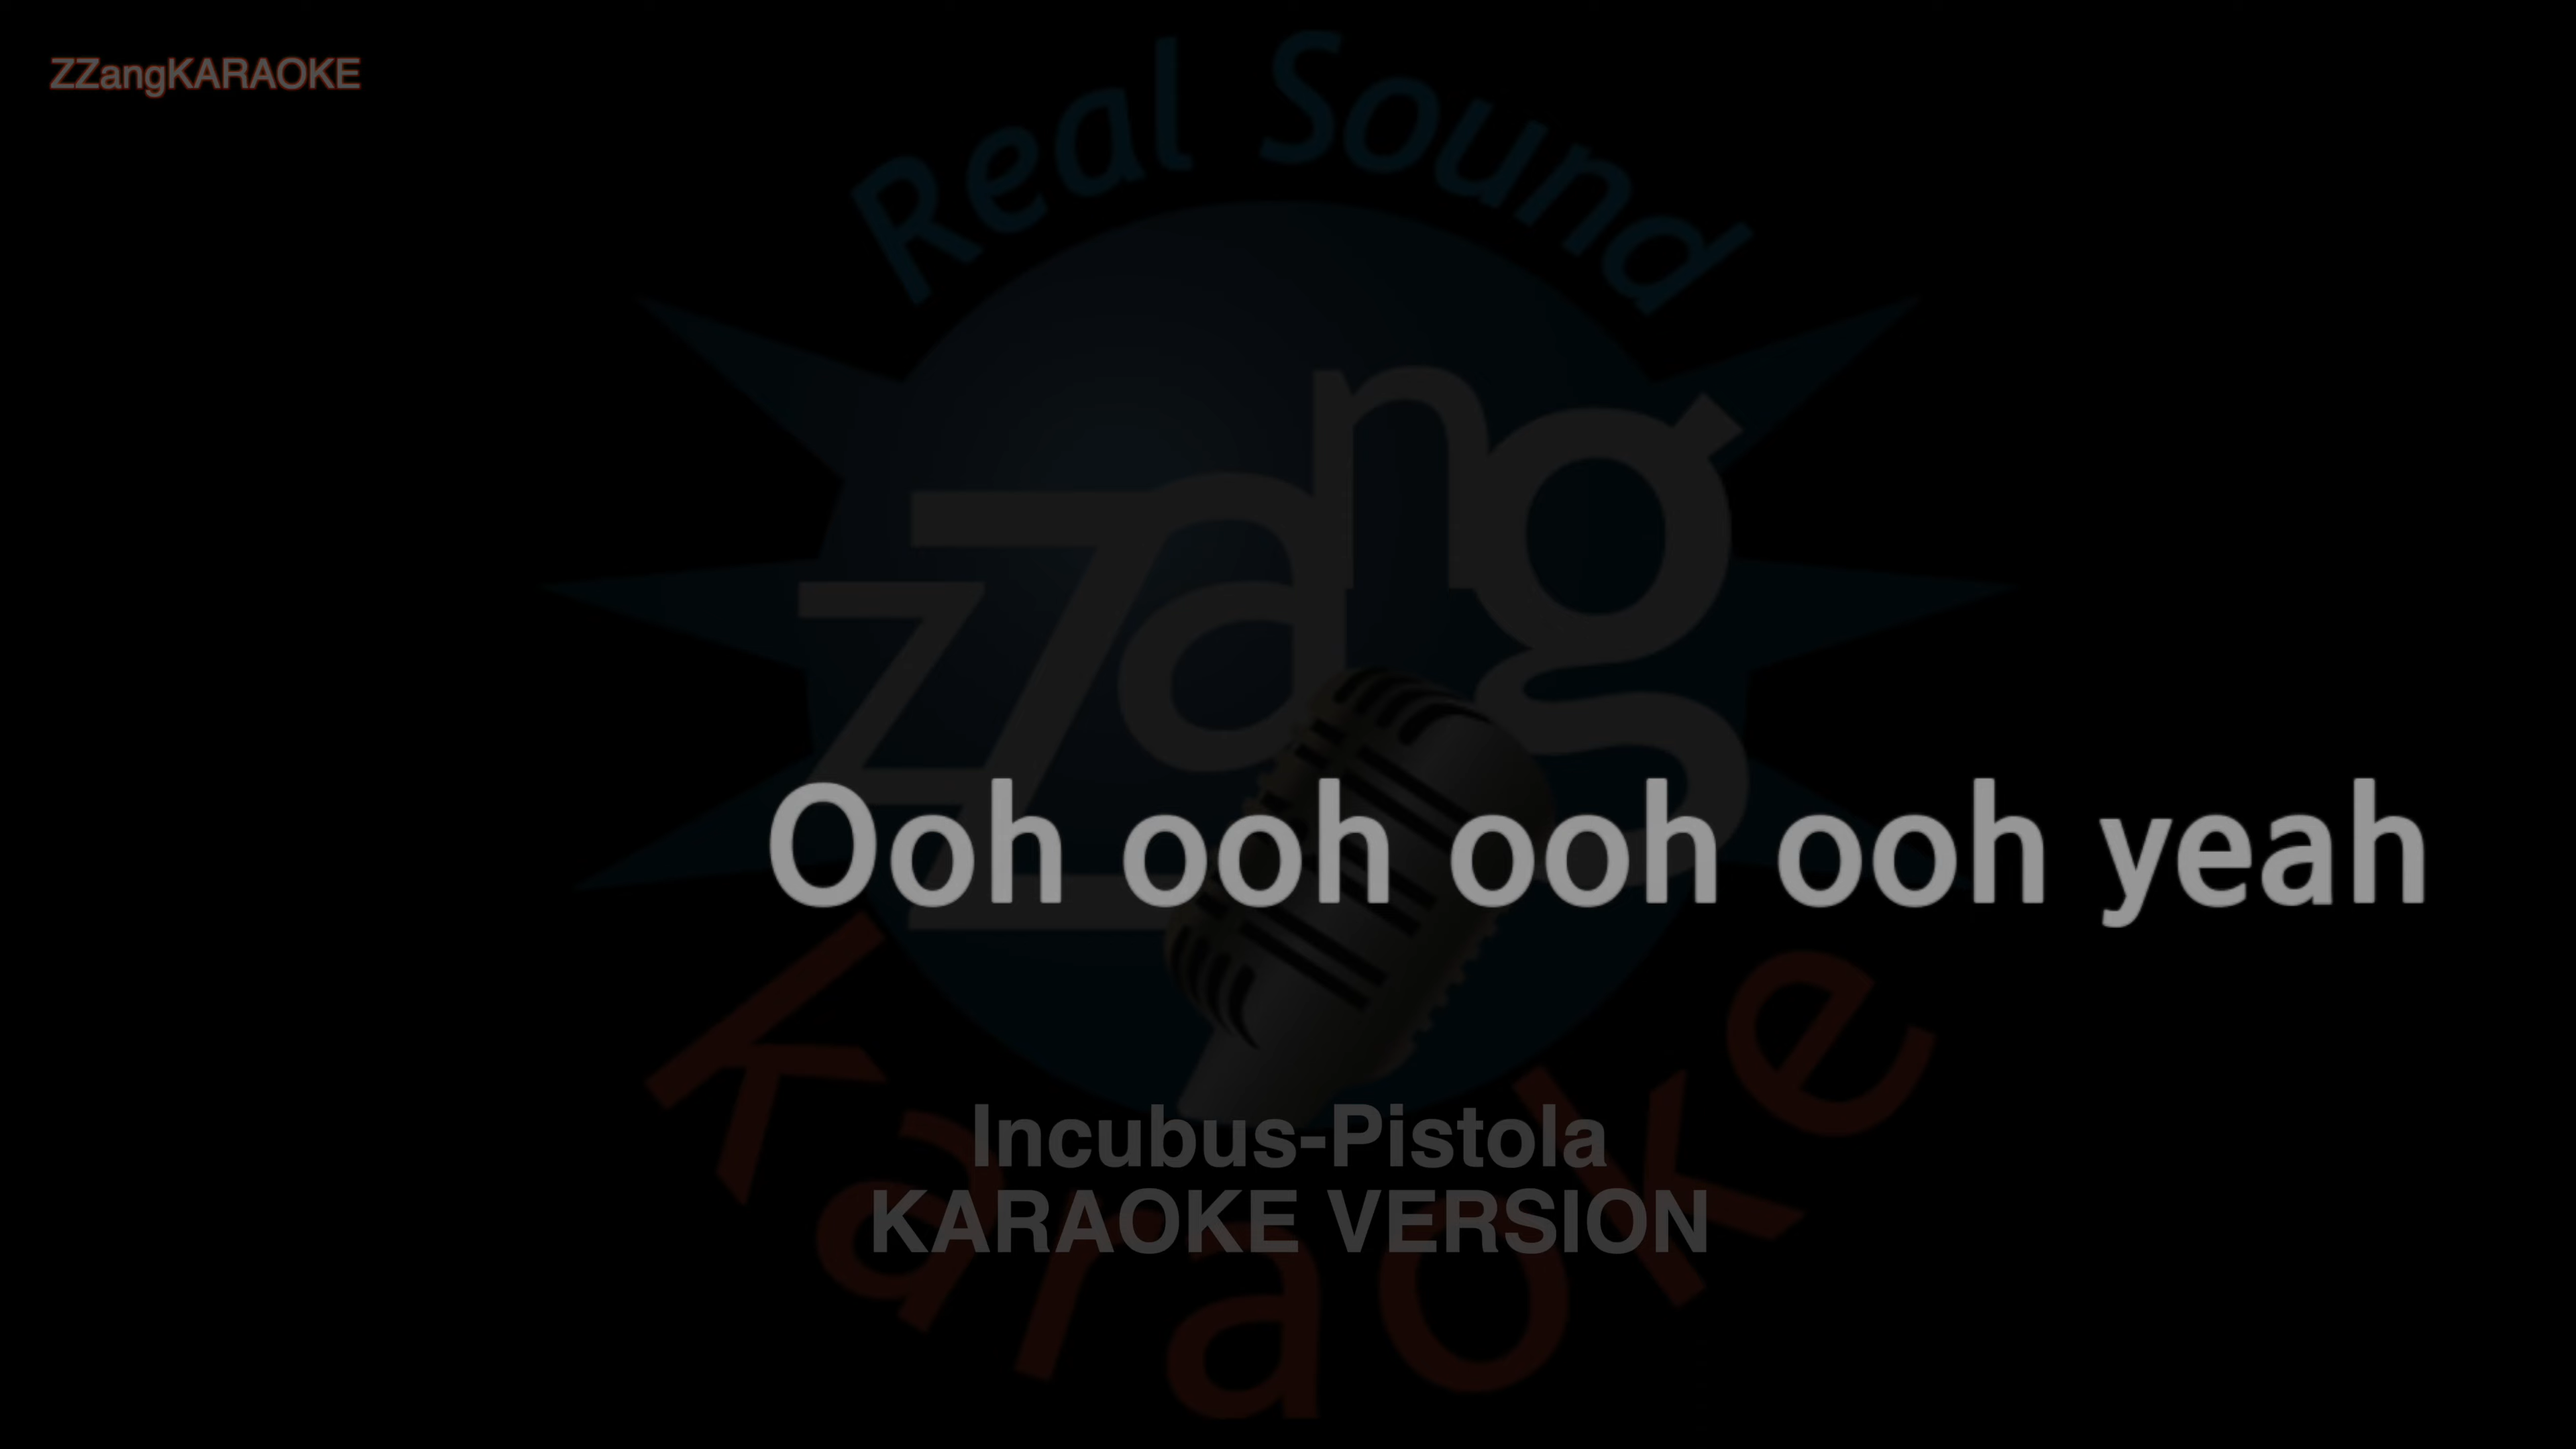 ZZangKARAOKE
Real Sound
zZang
Ooh ooh ooh ooh yeah
Karaoke
Incubus-Pistola
KARAOKE VERSION